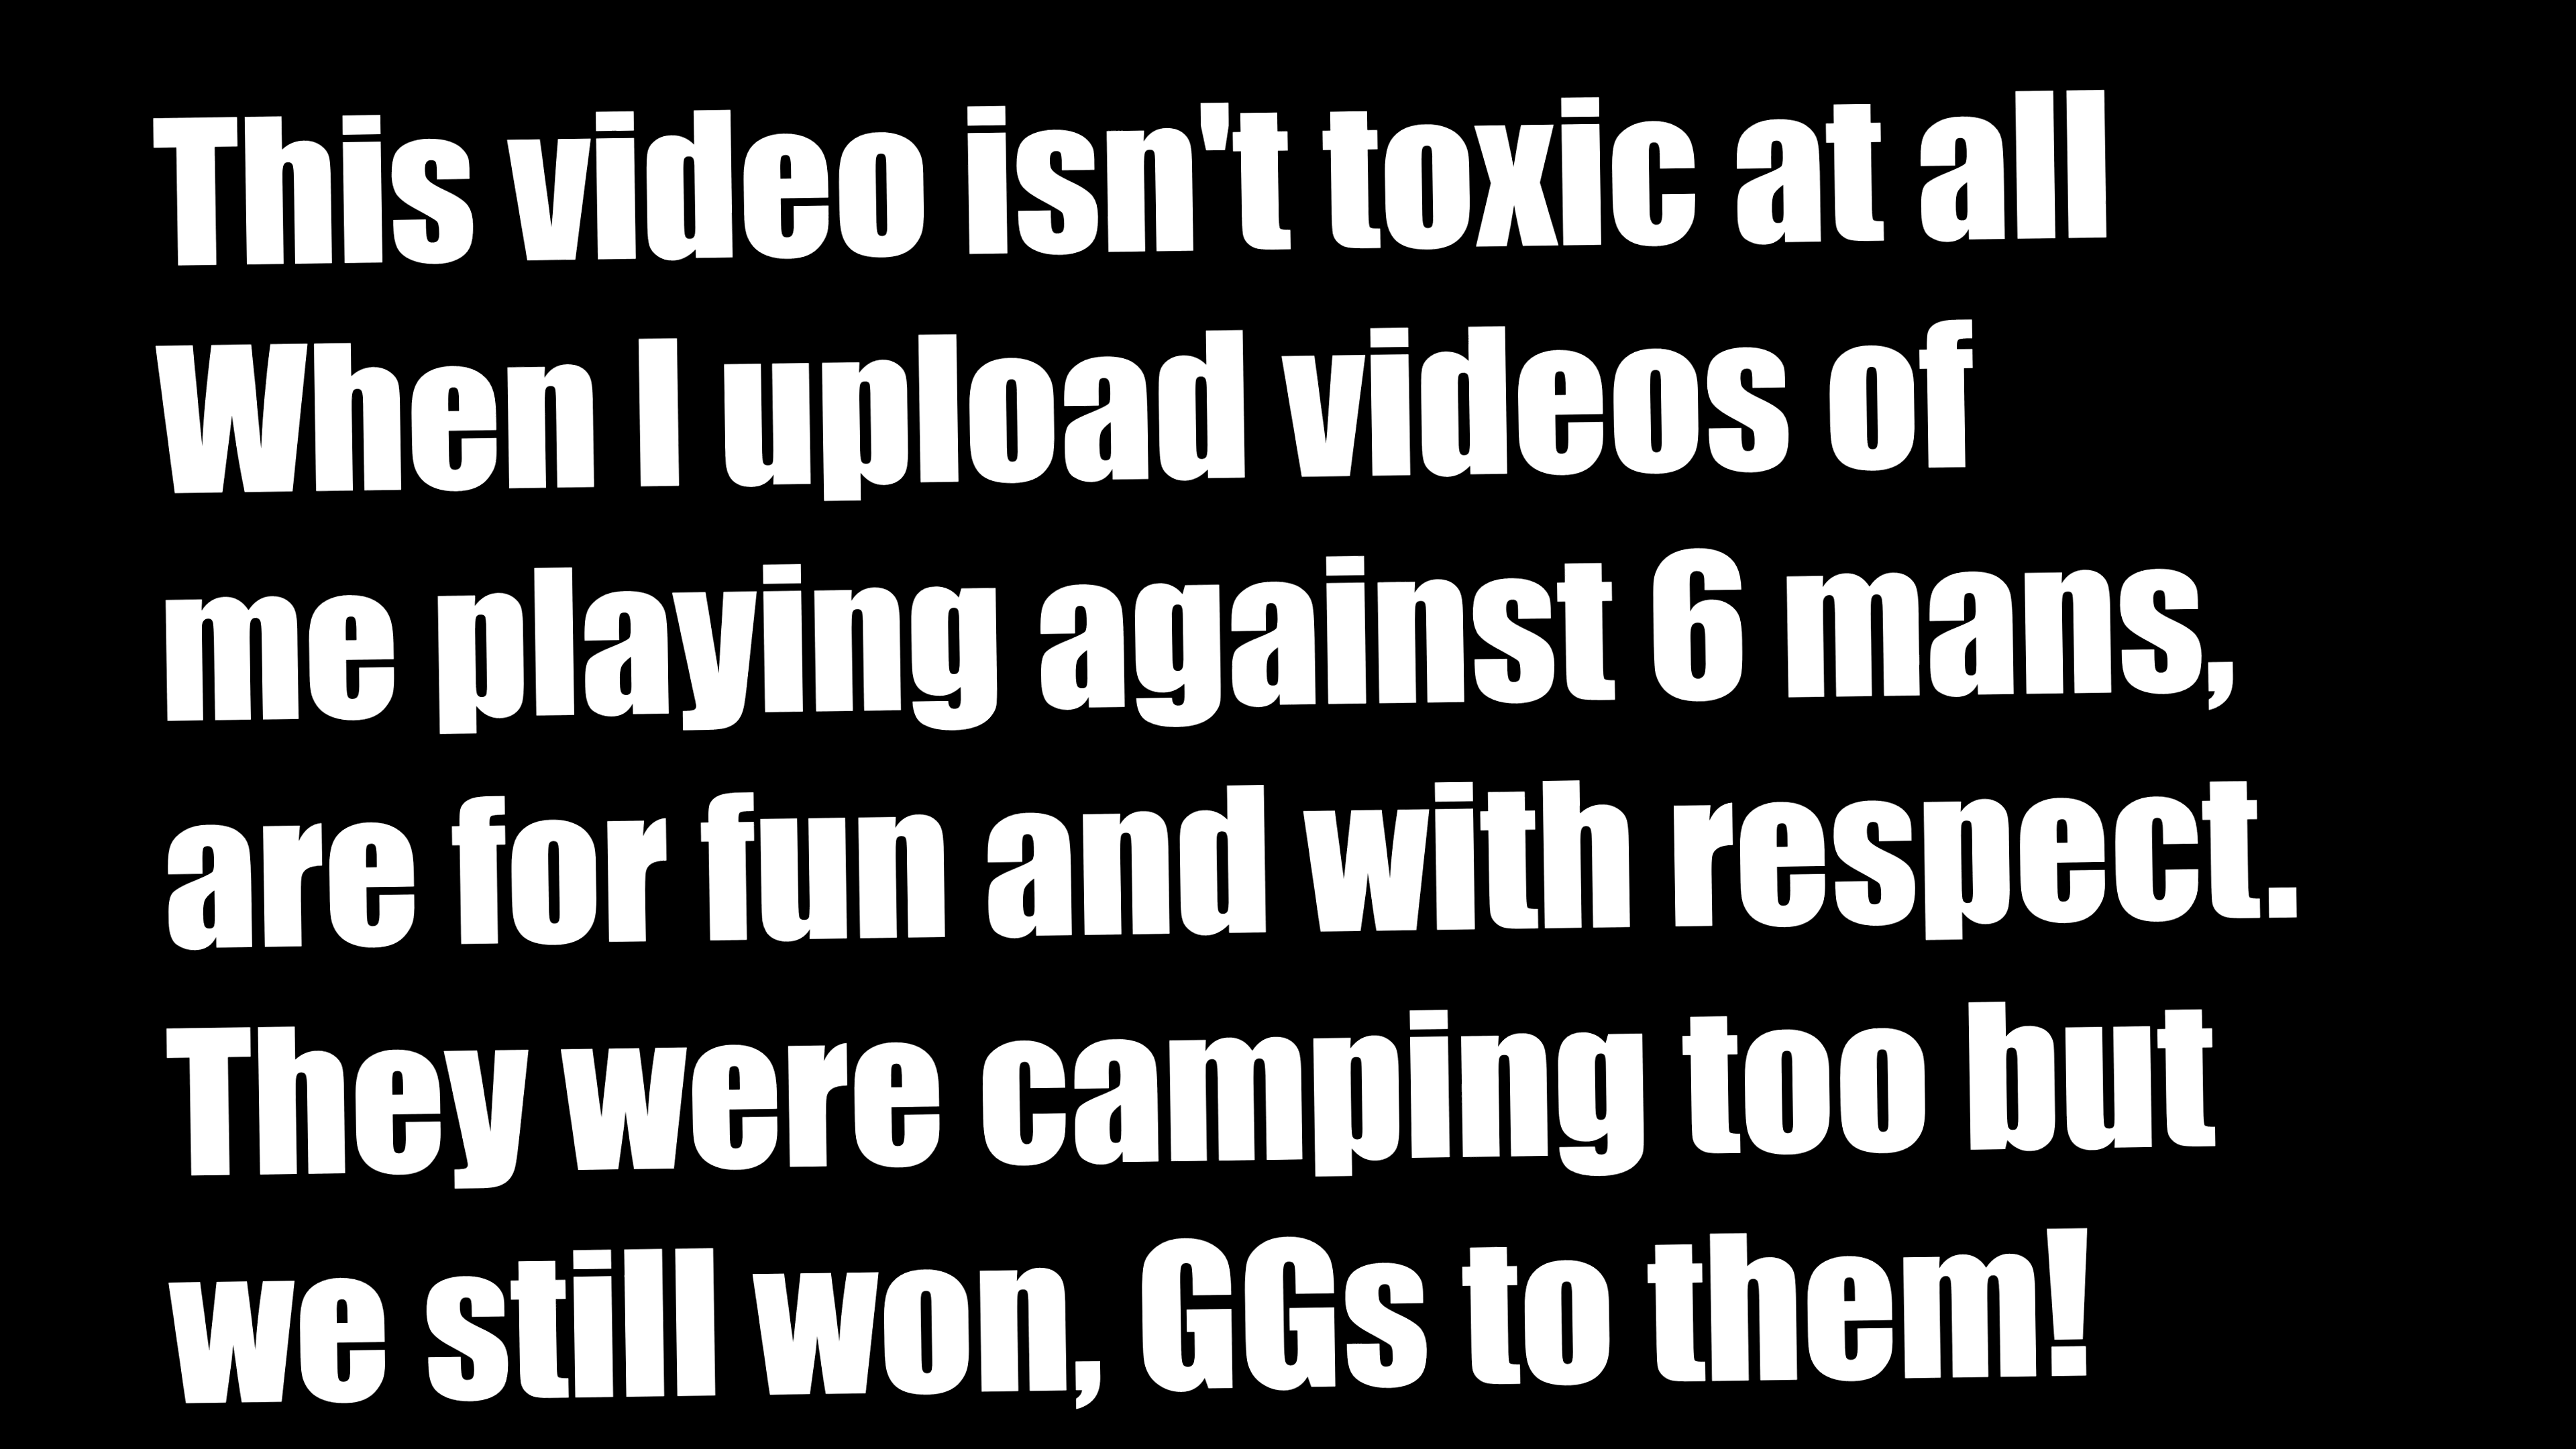 This video isn't toxic at all
When I upload videos of
me playing against 6 mans,
are for fun and with respect.
They were camping too but
we still won, GGs to them!